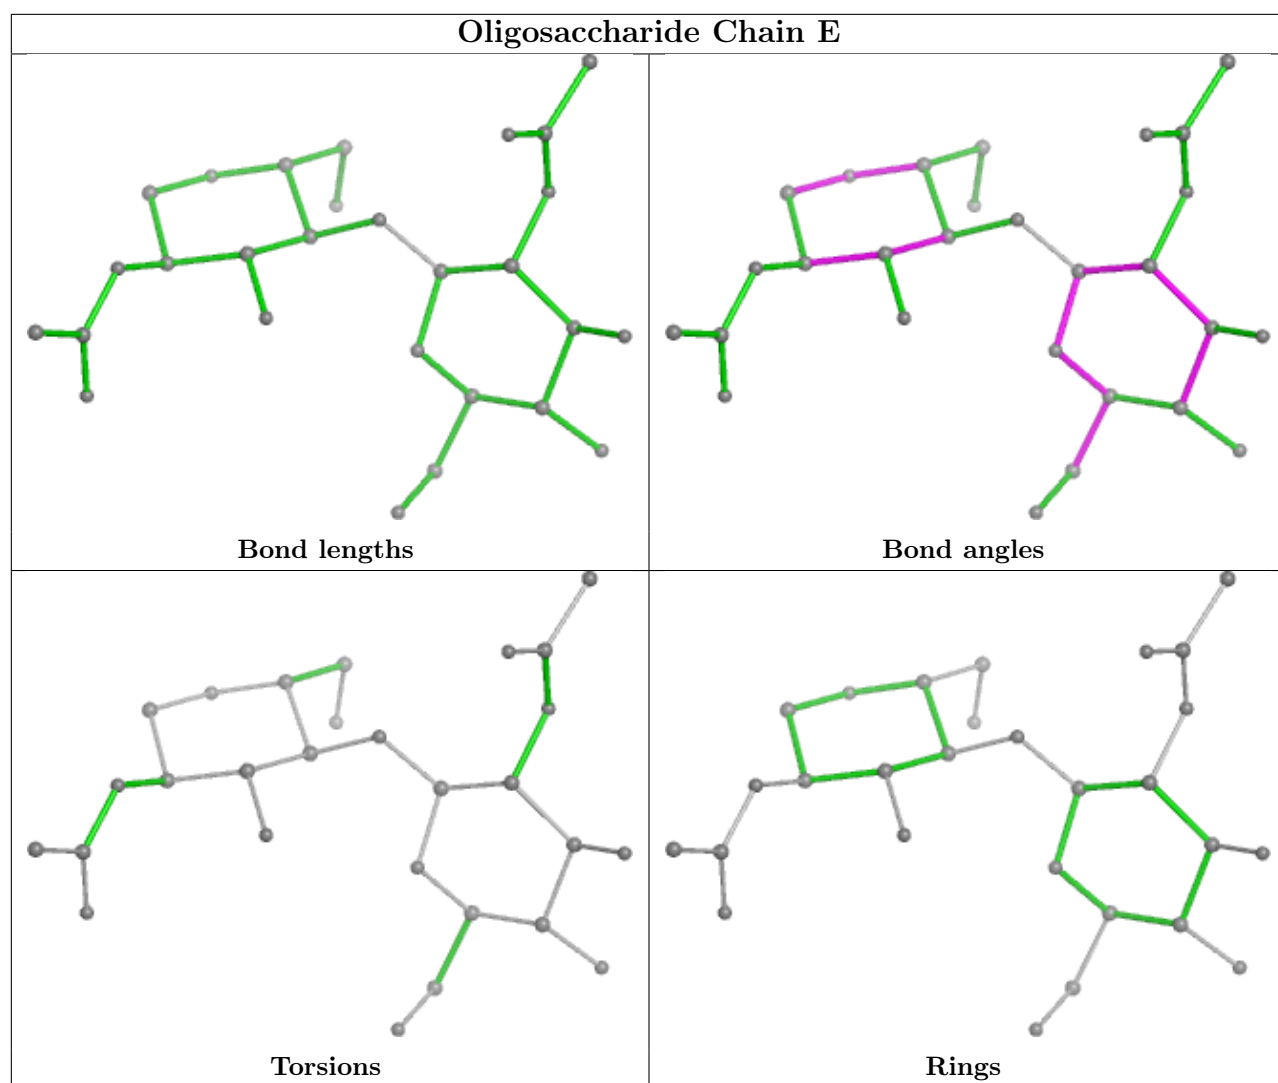 Oligosaccharide Chain E
Bond lengths
Bond angles
Torsions
Rings